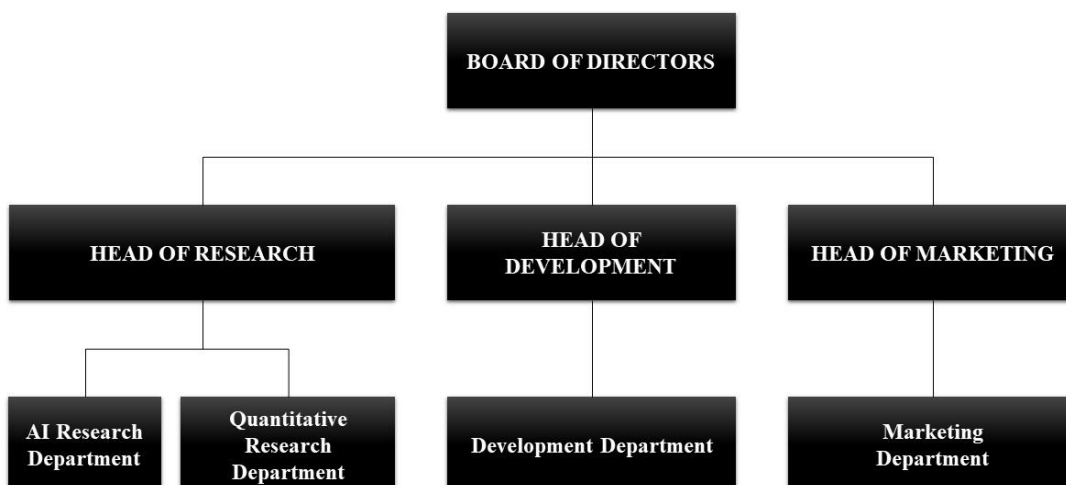 BOARD OF DIRECTORS
HEAD OF RESEARCH
HEAD OF
DEVELOPMENT
HEAD OF MARKETING
AI Research
Department
Quantitative
Research
Department
Development Department
Marketing
Department